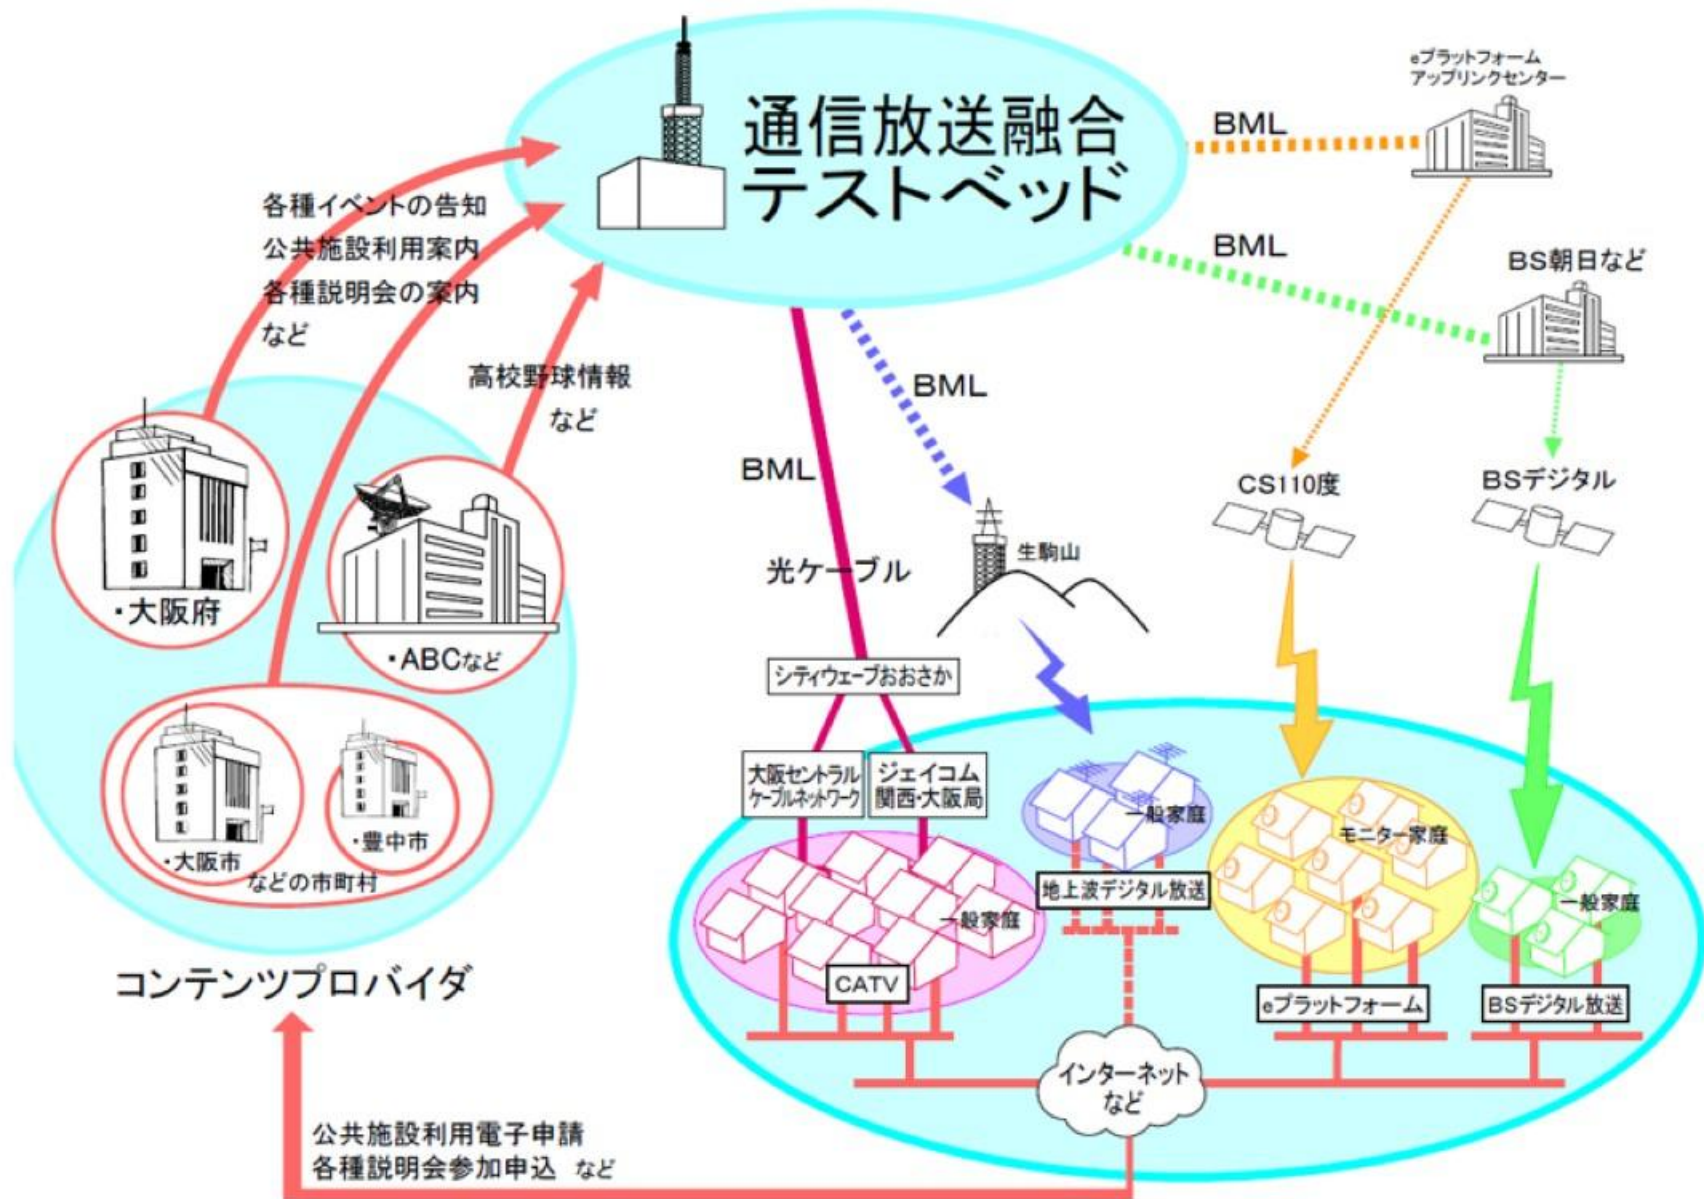 通信放送融合
テストベッド
eプラットフォーム
アップリンクセンター
BML
BML
BS朝日など
各種イベントの告知
公共施設利用案内
各種説明会の案内
など
高校野球情報
など
BML
BML
光ケーブル
生駒山
CS110度
BSデジタル
・大阪府
・ABCなど
・大阪市
・豊中市
などの市町村
コンテンツプロバイダ
シティウェーブおおさか
大阪セントラル
ケーブルネットワーク
ジェイコム
関西・大阪局
一般家庭
CATV
一般家庭
地上波デジタル放送
モニター家庭
eプラットフォーム
一般家庭
BSデジタル放送
インターネット
など
公共施設利用電子申請
各種説明会参加申込 など